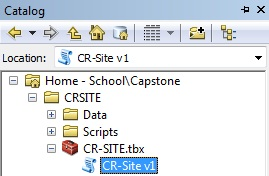 Catalog
Location: CR-Site v1
Home - School\Capstone
CRSITE
Data
Scripts
CR-SITE.tbx
CR-Site v1